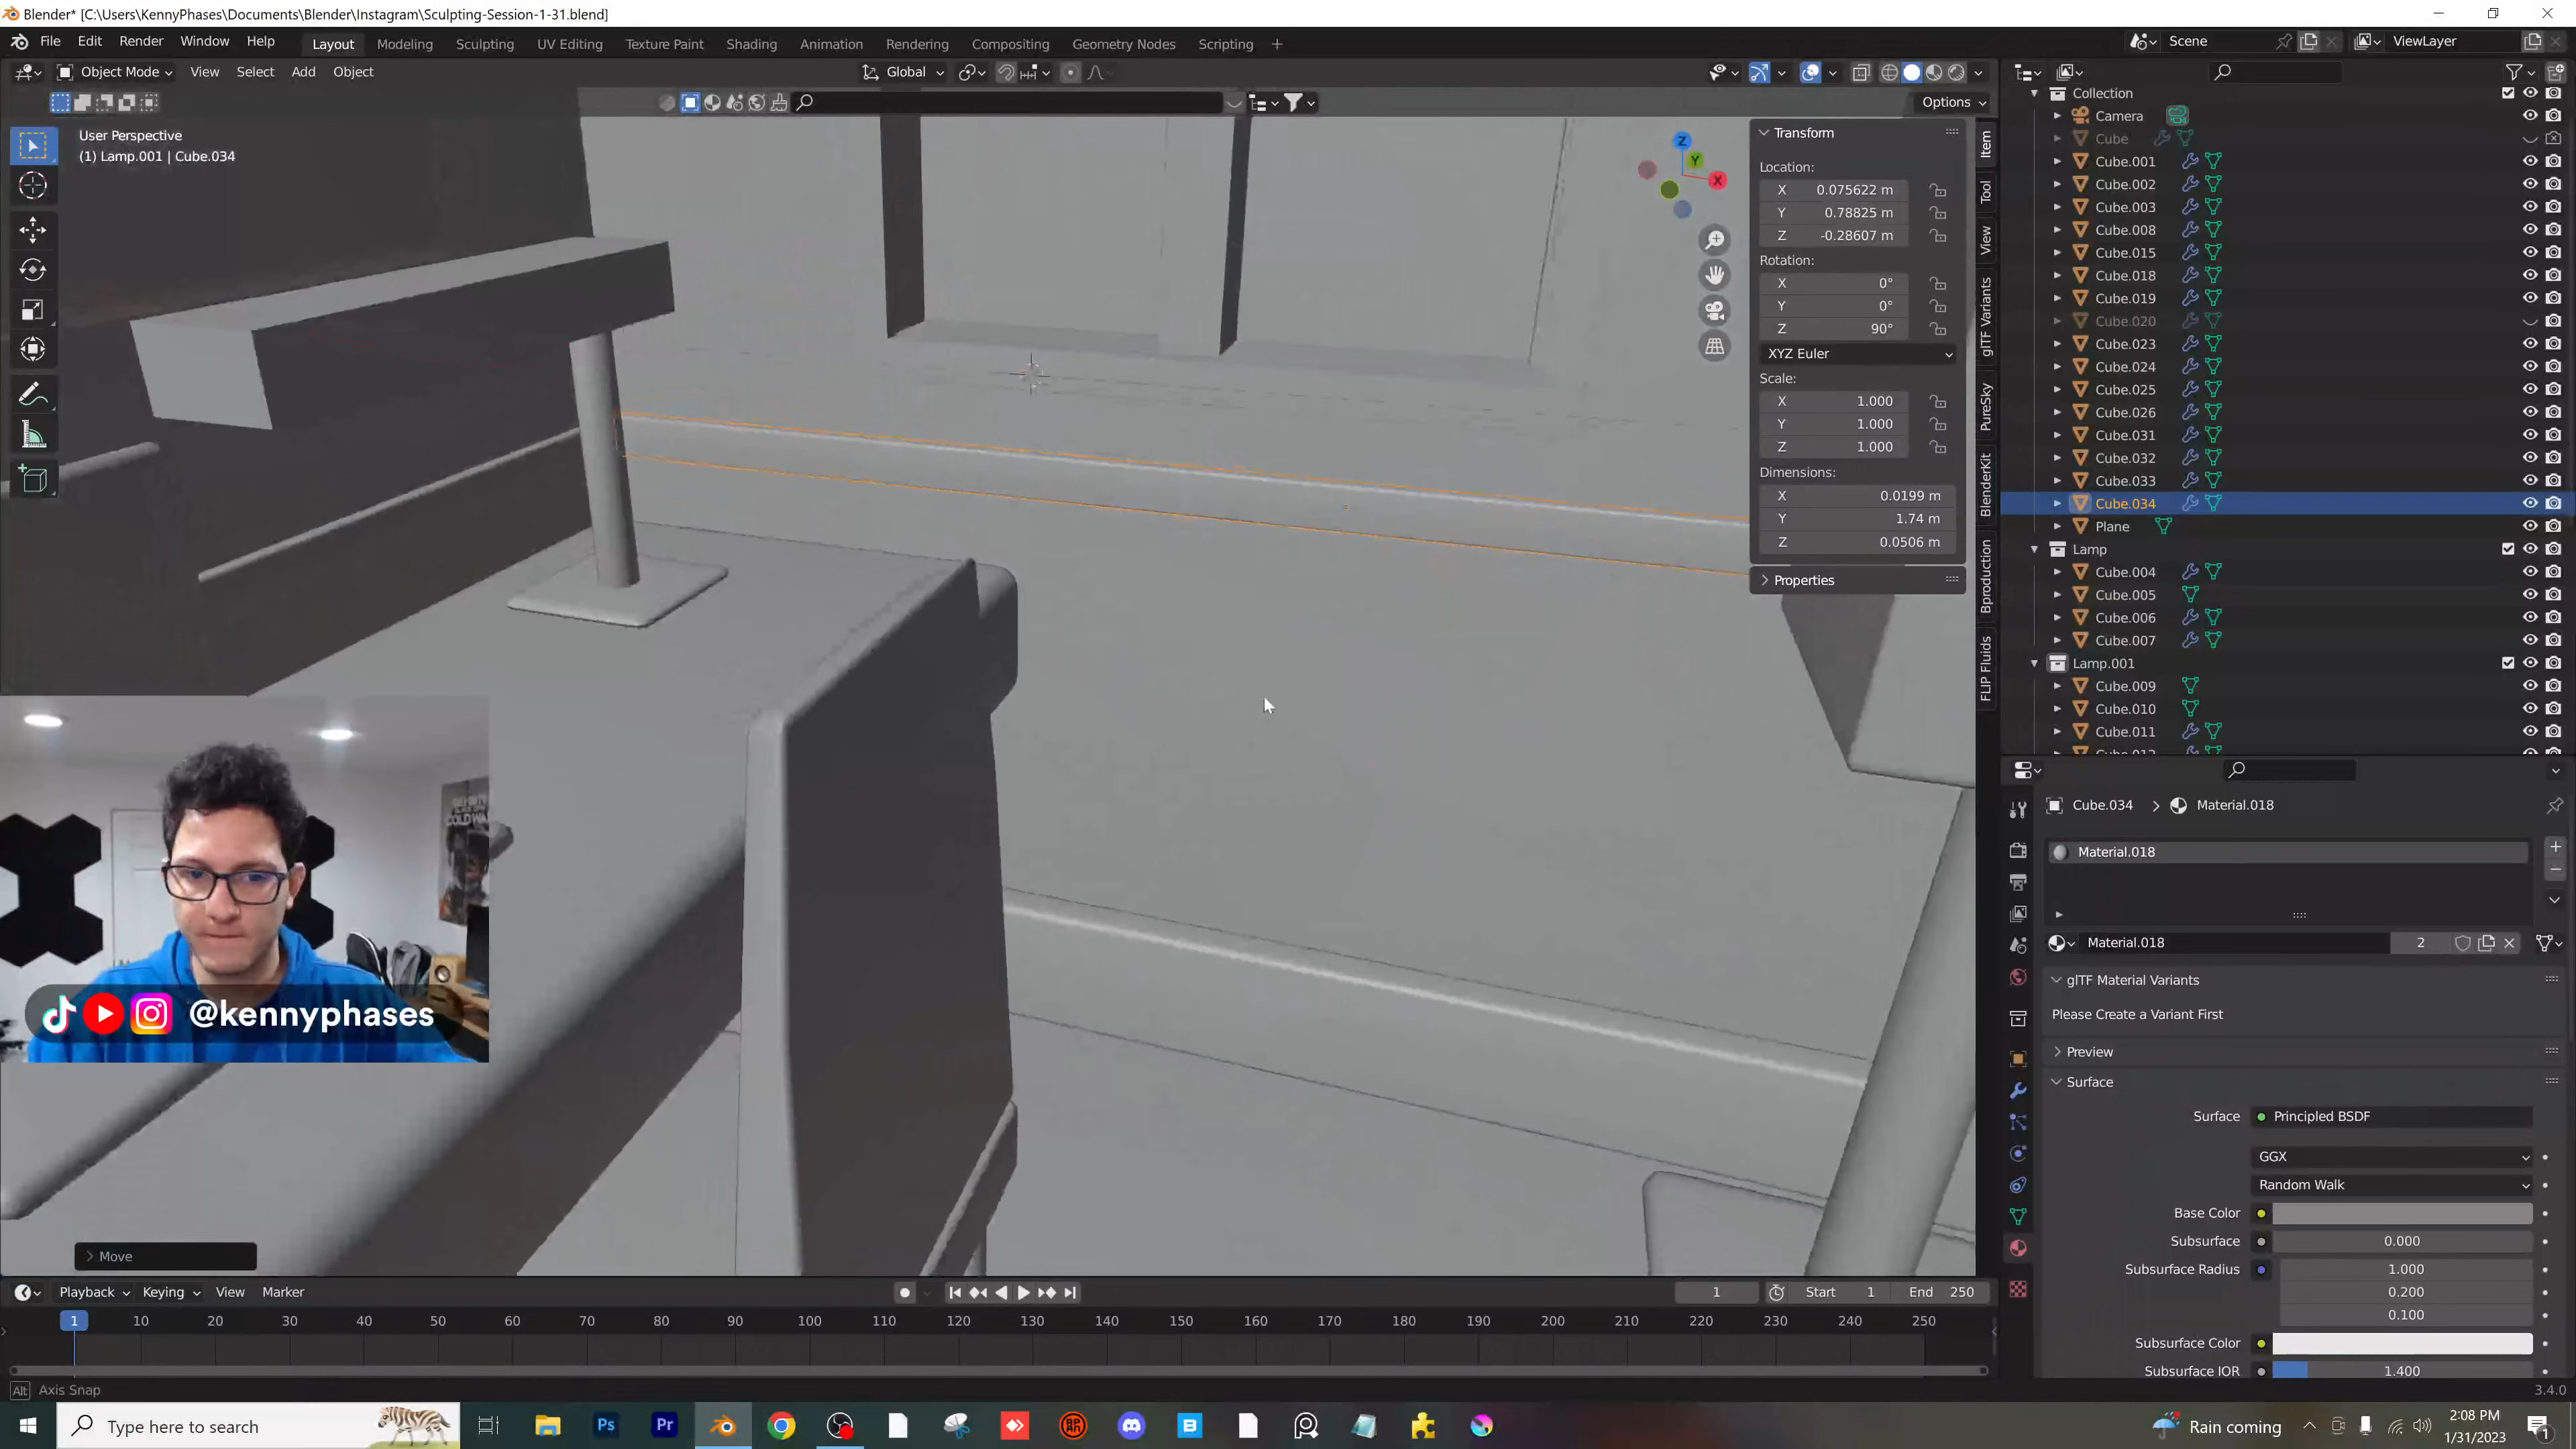 Blender* [C:\Users\KennyPhases\Documents\Blender\Instagram\Sculpting-Session-1-31.blend]
File Edit Render Window Help Layout Modeling Sculpting UV Editing Texture Paint Shading Animation Rendering Compositing Geometry Nodes Scripting + Scene ViewLayer
Object Mode View Select Add Object Global
Options
User Perspective
(1) Lamp.001 | Cube.034
Z
Y
X
Transform
Location:
X 0.075622 m
Y 0.78825 m
Z -0.28607 m
Rotation:
X 0°
Y 0°
Z 90°
XYZ Euler
Scale:
X 1.000
Y 1.000
Z 1.000
Dimensions:
X 0.0199 m
Y 1.74 m
Z 0.0506 m
Properties
Item
Tool
View
glTF Variants
PureSky
BlenderKit
Bproduction
FLIP Fluids
Collection
Camera
Cube
Cube.001
Cube.002
Cube.003
Cube.008
Cube.015
Cube.018
Cube.019
Cube.020
Cube.023
Cube.024
Cube.025
Cube.026
Cube.031
Cube.032
Cube.033
Cube.034
Plane
Lamp
Cube.004
Cube.005
Cube.006
Cube.007
Lamp.001
Cube.009
Cube.010
Cube.011
Cube.034 > Material.018
Material.018
Material.018 2
glTF Material Variants
Please Create a Variant First
Preview
Surface
Surface Principled BSDF
GGX
Random Walk
Base Color
Subsurface 0.000
Subsurface Radius 1.000
0.200
0.100
Subsurface Color
Subsurface IOR 1.400
@kennyphases
Move
Playback Keying View Marker 1 Start 1 End 250
1 10 20 30 40 50 60 70 80 90 100 110 120 130 140 150 160 170 180 190 200 210 220 230 240 250
Alt Axis Snap
3.4.0
Type here to search
Ps
Pr
Rain coming
2:08 PM
1/31/2023
1